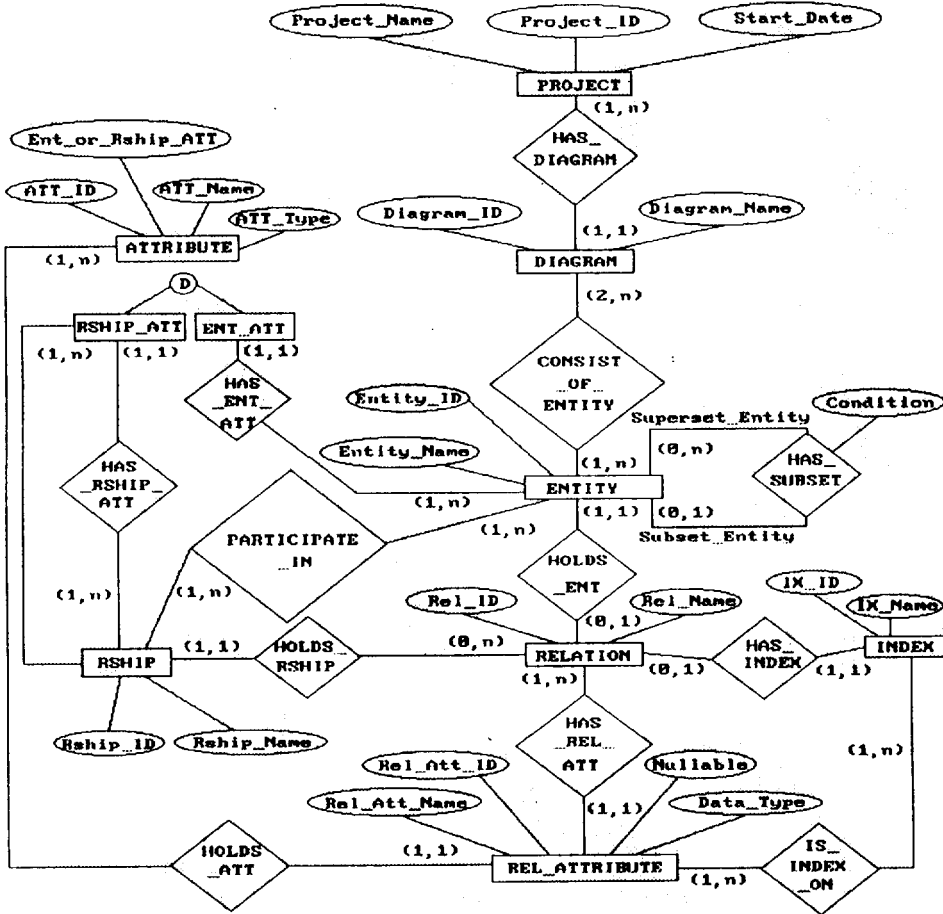 Project_Name
Project_ID
Start_Date
PROJECT
(1,n)
HAS_
DIAGRAM
Ent_or_Rship_ATT
ATT_ID
ATT_Name
ATT_Type
ATTRIBUTE
(1,n)
Diagram_ID
Diagram_Name
(1,1)
DIAGRAM
(2,n)
D
RSHIP_ATT
ENT_ATT
(1,n)
(1,1)
(1,1)
HAS
_ENT_
ATT
CONSIST
_OF_
ENTITY
Entity_ID
Entity_Name
Superset_Entity
Condition
(0,n)
HAS_
SUBSET
(1,n)
ENTITY
(1,n)
(1,1)
(0,1)
Subset_Entity
HAS
_RSHIP_
ATT
PARTICIPATE
_IN
(1,n)
HOLDS
_ENT
(1,n)
(1,n)
Rel_ID
Rel_Name
(0,1)
IX_ID
IX_Name
RSHIP
(1,1)
HOLDS_
RSHIP
(0,n)
RELATION
(0,1)
HAS_
INDEX
(1,1)
INDEX
(1,n)
Rship_ID
Rship_Name
HAS
_REL_
ATT
(1,n)
Rel_Att_ID
Nullable
Rel_Att_Name
(1,1)
Data_Type
HOLDS
_ATT
(1,1)
REL_ATTRIBUTE
(1,n)
IS_
INDEX
_ON